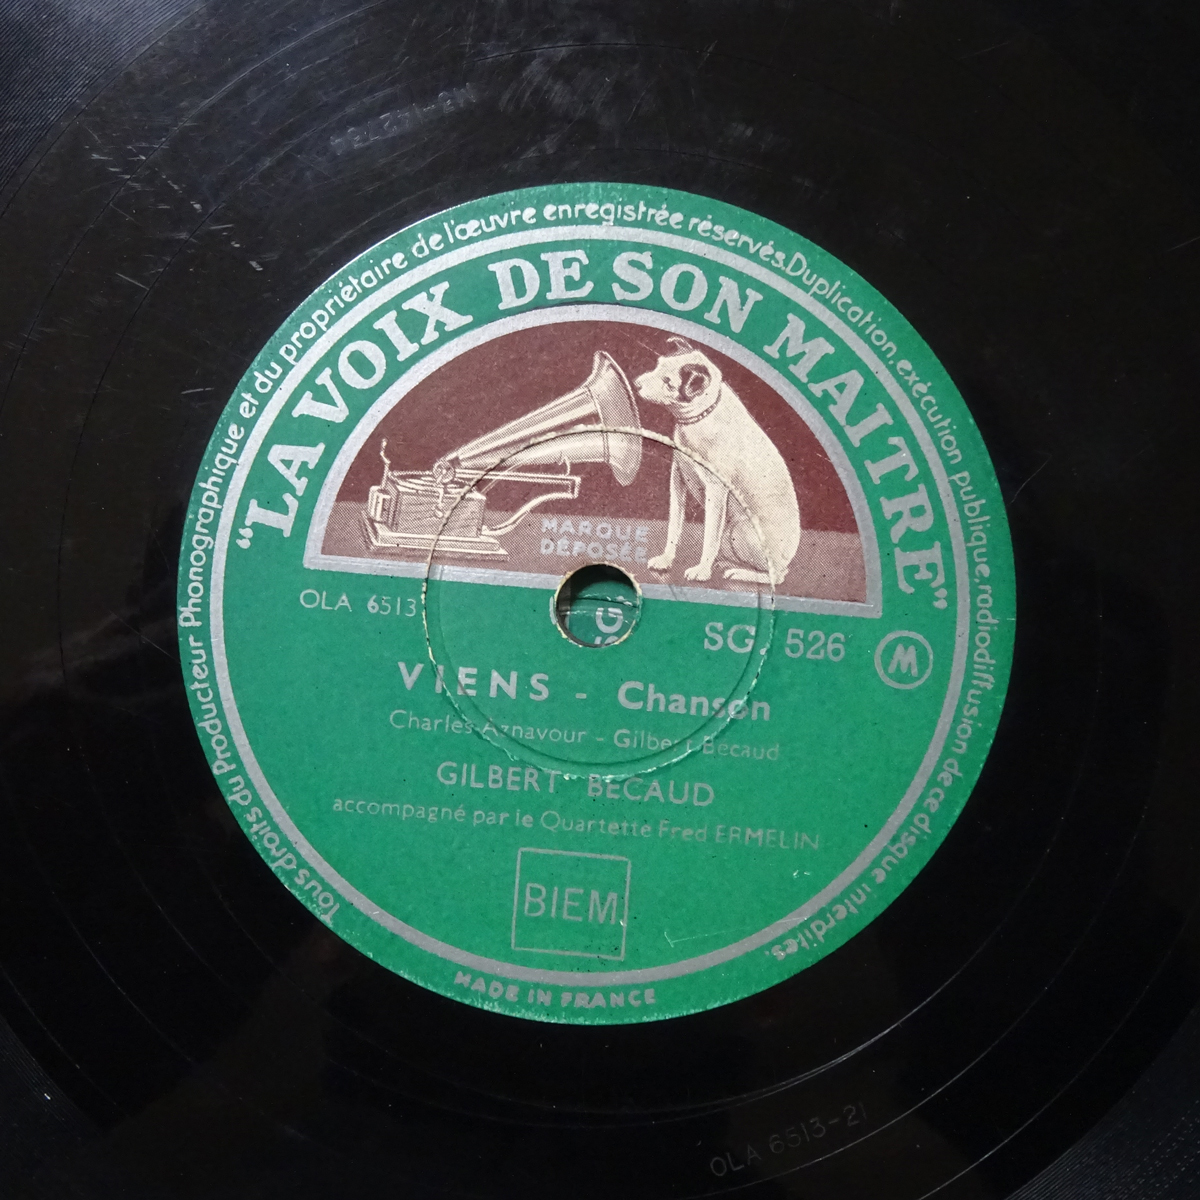 Tous droits du Producteur Phonographique et du propriétaire de l'œuvre enregistrée réservés. Duplication, exécution publique, radiodiffusion de ce disque interdites.
"LA VOIX DE SON MAITRE"
MARQUE
DÉPOSÉE
OLA 6513
SG. 526
W
VIENS - Chanson
Charles Aznavour - Gilbert Becaud
GILBERT BECAUD
accompagné par le Quartette Fred ERMELIN
BIEM
MADE IN FRANCE
OLA 6513-21